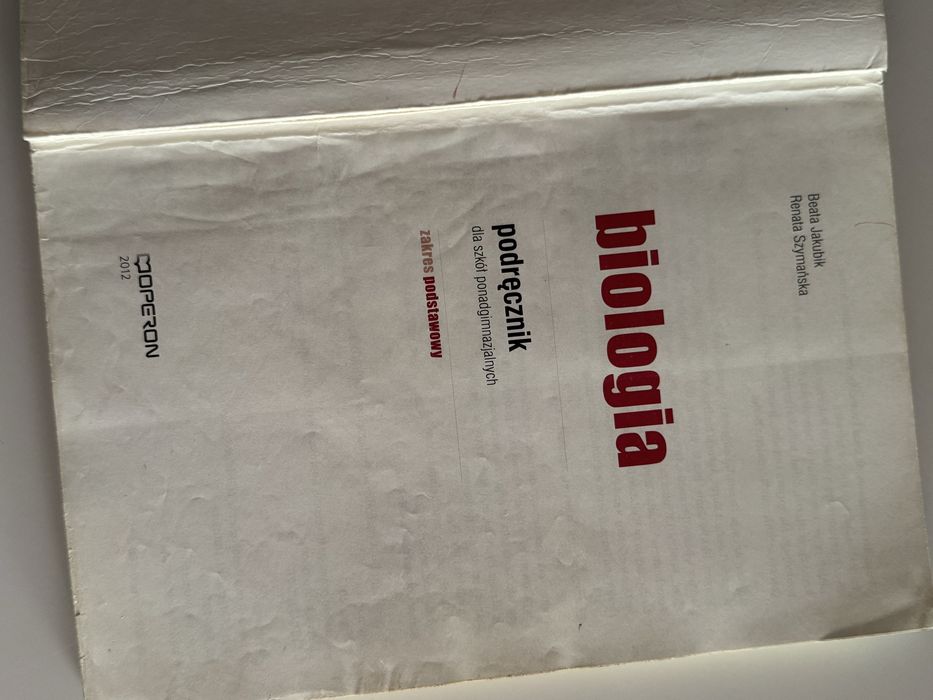 Beata Jakubik
Renata Szymańska
biologia
podręcznik
dla szkół ponadgimnazjalnych
zakres podstawowy
OPERON
2012